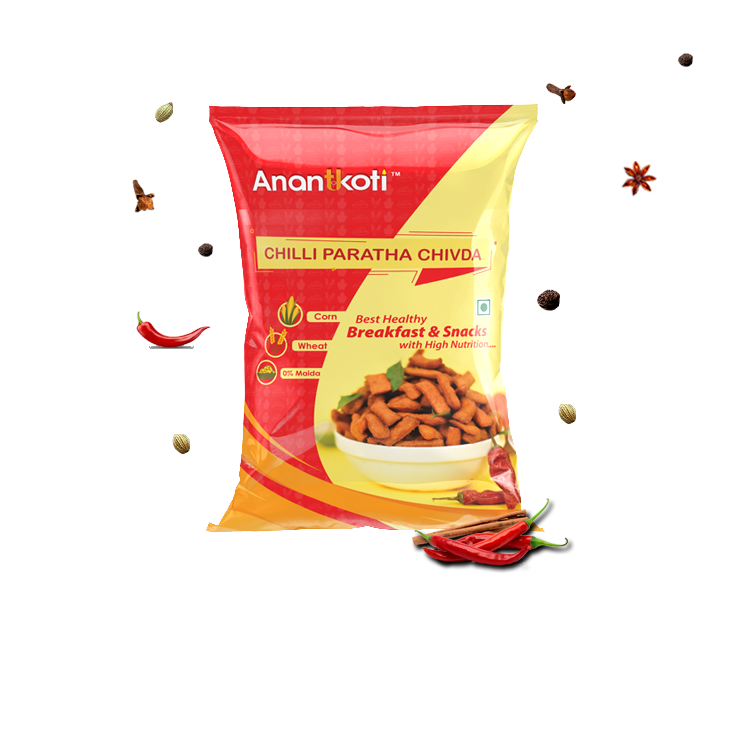 Anantkoti™
CHILLI PARATHA CHIVDA
Corn
Wheat
0% Maida
Best Healthy
Breakfast & Snacks
with High Nutrition....